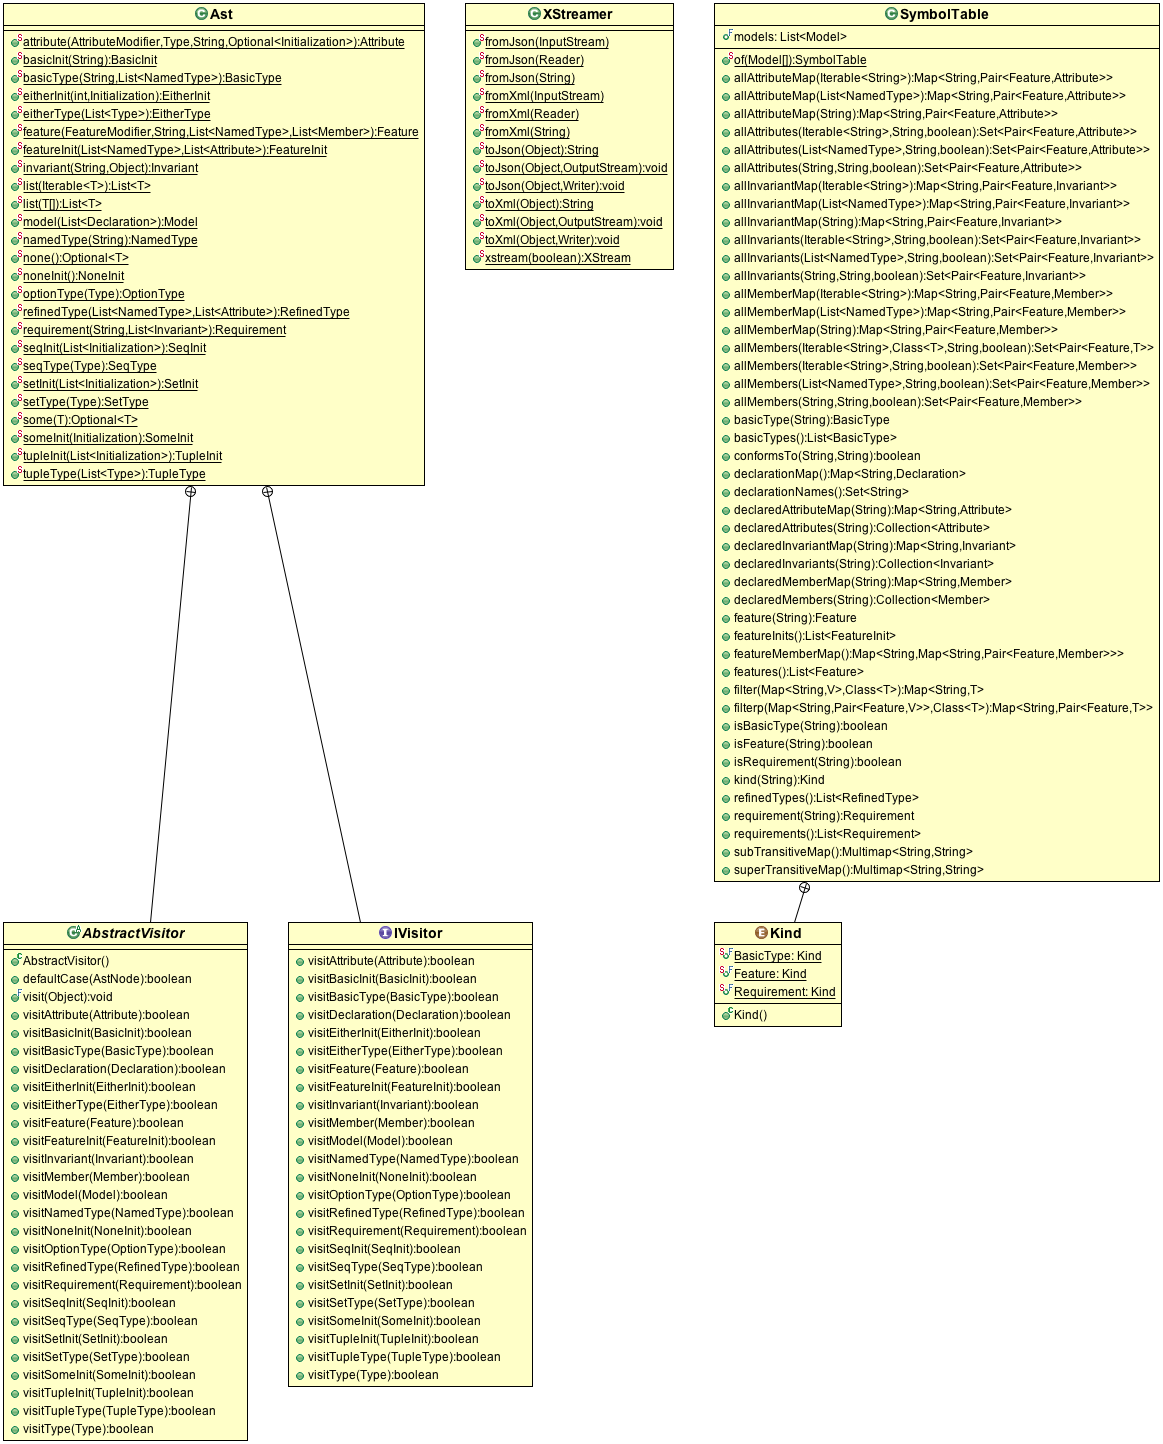 Ast
attribute(AttributeModifier,Type,String,Optional<Initialization>):Attribute
basicInit(String):BasicInit
basicType(String,List<NamedType>):BasicType
eitherInit(int,Initialization):EitherInit
eitherType(List<Type>):EitherType
feature(FeatureModifier,String,List<NamedType>,List<Member>):Feature
featureInit(List<NamedType>,List<Attribute>):FeatureInit
invariant(String,Object):Invariant
list(Iterable<T>):List<T>
list(T[]):List<T>
model(List<Declaration>):Model
namedType(String):NamedType
none():Optional<T>
noneInit():NoneInit
optionType(Type):OptionType
refinedType(List<NamedType>,List<Attribute>):RefinedType
requirement(String,List<Invariant>):Requirement
seqInit(List<Initialization>):SeqInit
seqType(Type):SeqType
setInit(List<Initialization>):SetInit
setType(Type):SetType
some(T):Optional<T>
someInit(Initialization):SomeInit
tupleInit(List<Initialization>):TupleInit
tupleType(List<Type>):TupleType
XStreamer
fromJson(InputStream)
fromJson(Reader)
fromJson(String)
fromXml(InputStream)
fromXml(Reader)
fromXml(String)
toJson(Object):String
toJson(Object,OutputStream):void
toJson(Object,Writer):void
toXml(Object):String
toXml(Object,OutputStream):void
toXml(Object,Writer):void
xstream(boolean):XStream
SymbolTable
models: List<Model>
of(Model[]):SymbolTable
allAttributeMap(Iterable<String>):Map<String,Pair<Feature,Attribute>>
allAttributeMap(List<NamedType>):Map<String,Pair<Feature,Attribute>>
allAttributeMap(String):Map<String,Pair<Feature,Attribute>>
allAttributes(Iterable<String>,String,boolean):Set<Pair<Feature,Attribute>>
allAttributes(List<NamedType>,String,boolean):Set<Pair<Feature,Attribute>>
allAttributes(String,String,boolean):Set<Pair<Feature,Attribute>>
allInvariantMap(Iterable<String>):Map<String,Pair<Feature,Invariant>>
allInvariantMap(List<NamedType>):Map<String,Pair<Feature,Invariant>>
allInvariantMap(String):Map<String,Pair<Feature,Invariant>>
allInvariants(Iterable<String>,String,boolean):Set<Pair<Feature,Invariant>>
allInvariants(List<NamedType>,String,boolean):Set<Pair<Feature,Invariant>>
allInvariants(String,String,boolean):Set<Pair<Feature,Invariant>>
allMemberMap(Iterable<String>):Map<String,Pair<Feature,Member>>
allMemberMap(List<NamedType>):Map<String,Pair<Feature,Member>>
allMemberMap(String):Map<String,Pair<Feature,Member>>
allMembers(Iterable<String>,Class<T>,String,boolean):Set<Pair<Feature,T>>
allMembers(Iterable<String>,String,boolean):Set<Pair<Feature,Member>>
allMembers(List<NamedType>,String,boolean):Set<Pair<Feature,Member>>
allMembers(String,String,boolean):Set<Pair<Feature,Member>>
basicType(String):BasicType
basicTypes():List<BasicType>
conformsTo(String,String):boolean
declarationMap():Map<String,Declaration>
declarationNames():Set<String>
declaredAttributeMap(String):Map<String,Attribute>
declaredAttributes(String):Collection<Attribute>
declaredInvariantMap(String):Map<String,Invariant>
declaredInvariants(String):Collection<Invariant>
declaredMemberMap(String):Map<String,Member>
declaredMembers(String):Collection<Member>
feature(String):Feature
featureInits():List<FeatureInit>
featureMemberMap():Map<String,Map<String,Pair<Feature,Member>>>
features():List<Feature>
filter(Map<String,V>,Class<T>):Map<String,T>
filterp(Map<String,Pair<Feature,V>>,Class<T>):Map<String,Pair<Feature,T>>
isBasicType(String):boolean
isFeature(String):boolean
isRequirement(String):boolean
kind(String):Kind
refinedTypes():List<RefinedType>
requirement(String):Requirement
requirements():List<Requirement>
subTransitiveMap():Multimap<String,String>
superTransitiveMap():Multimap<String,String>
AbstractVisitor
AbstractVisitor()
defaultCase(AstNode):boolean
visit(Object):void
visitAttribute(Attribute):boolean
visitBasicInit(BasicInit):boolean
visitBasicType(BasicType):boolean
visitDeclaration(Declaration):boolean
visitEitherInit(EitherInit):boolean
visitEitherType(EitherType):boolean
visitFeature(Feature):boolean
visitFeatureInit(FeatureInit):boolean
visitInvariant(Invariant):boolean
visitMember(Member):boolean
visitModel(Model):boolean
visitNamedType(NamedType):boolean
visitNoneInit(NoneInit):boolean
visitOptionType(OptionType):boolean
visitRefinedType(RefinedType):boolean
visitRequirement(Requirement):boolean
visitSeqInit(SeqInit):boolean
visitSeqType(SeqType):boolean
visitSetInit(SetInit):boolean
visitSetType(SetType):boolean
visitSomeInit(SomeInit):boolean
visitTupleInit(TupleInit):boolean
visitTupleType(TupleType):boolean
visitType(Type):boolean
IVisitor
visitAttribute(Attribute):boolean
visitBasicInit(BasicInit):boolean
visitBasicType(BasicType):boolean
visitDeclaration(Declaration):boolean
visitEitherInit(EitherInit):boolean
visitEitherType(EitherType):boolean
visitFeature(Feature):boolean
visitFeatureInit(FeatureInit):boolean
visitInvariant(Invariant):boolean
visitMember(Member):boolean
visitModel(Model):boolean
visitNamedType(NamedType):boolean
visitNoneInit(NoneInit):boolean
visitOptionType(OptionType):boolean
visitRefinedType(RefinedType):boolean
visitRequirement(Requirement):boolean
visitSeqInit(SeqInit):boolean
visitSeqType(SeqType):boolean
visitSetInit(SetInit):boolean
visitSetType(SetType):boolean
visitSomeInit(SomeInit):boolean
visitTupleInit(TupleInit):boolean
visitTupleType(TupleType):boolean
visitType(Type):boolean
Kind
BasicType: Kind
Feature: Kind
Requirement: Kind
Kind()